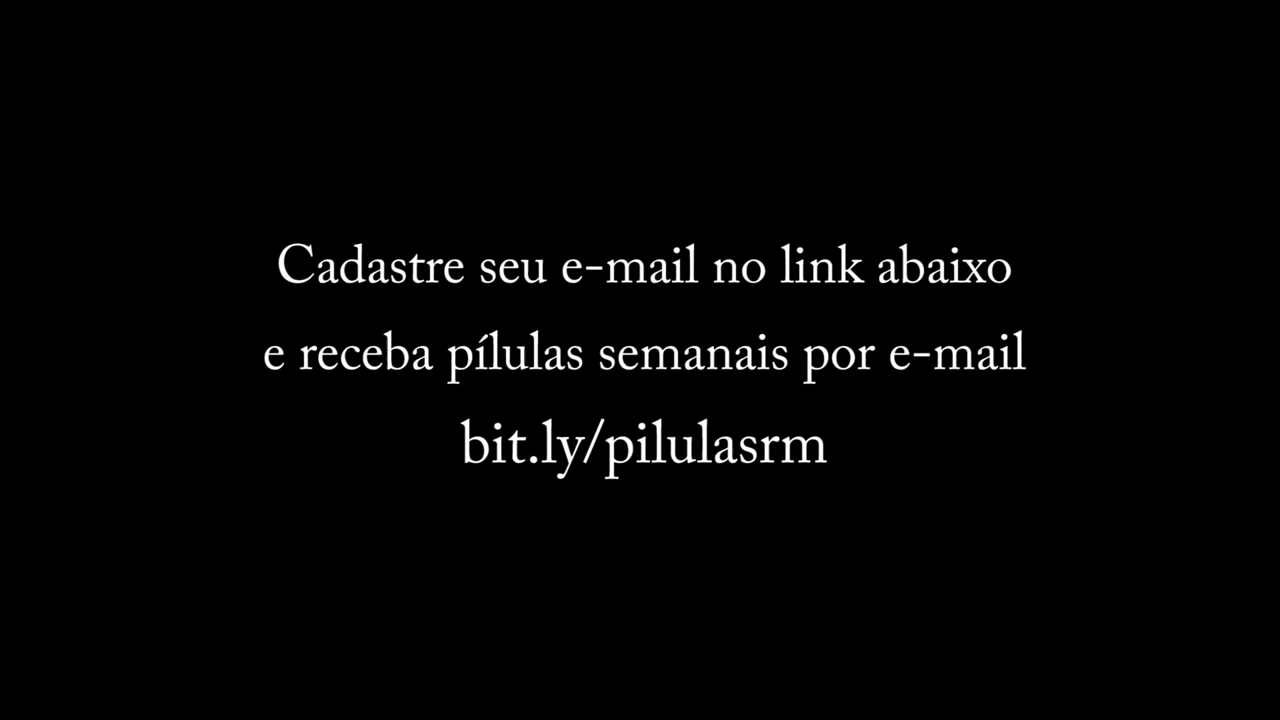 Cadastre seu e-mail no link abaixo
e receba pílulas semanais por e-mail
bit.ly/pilulasrm